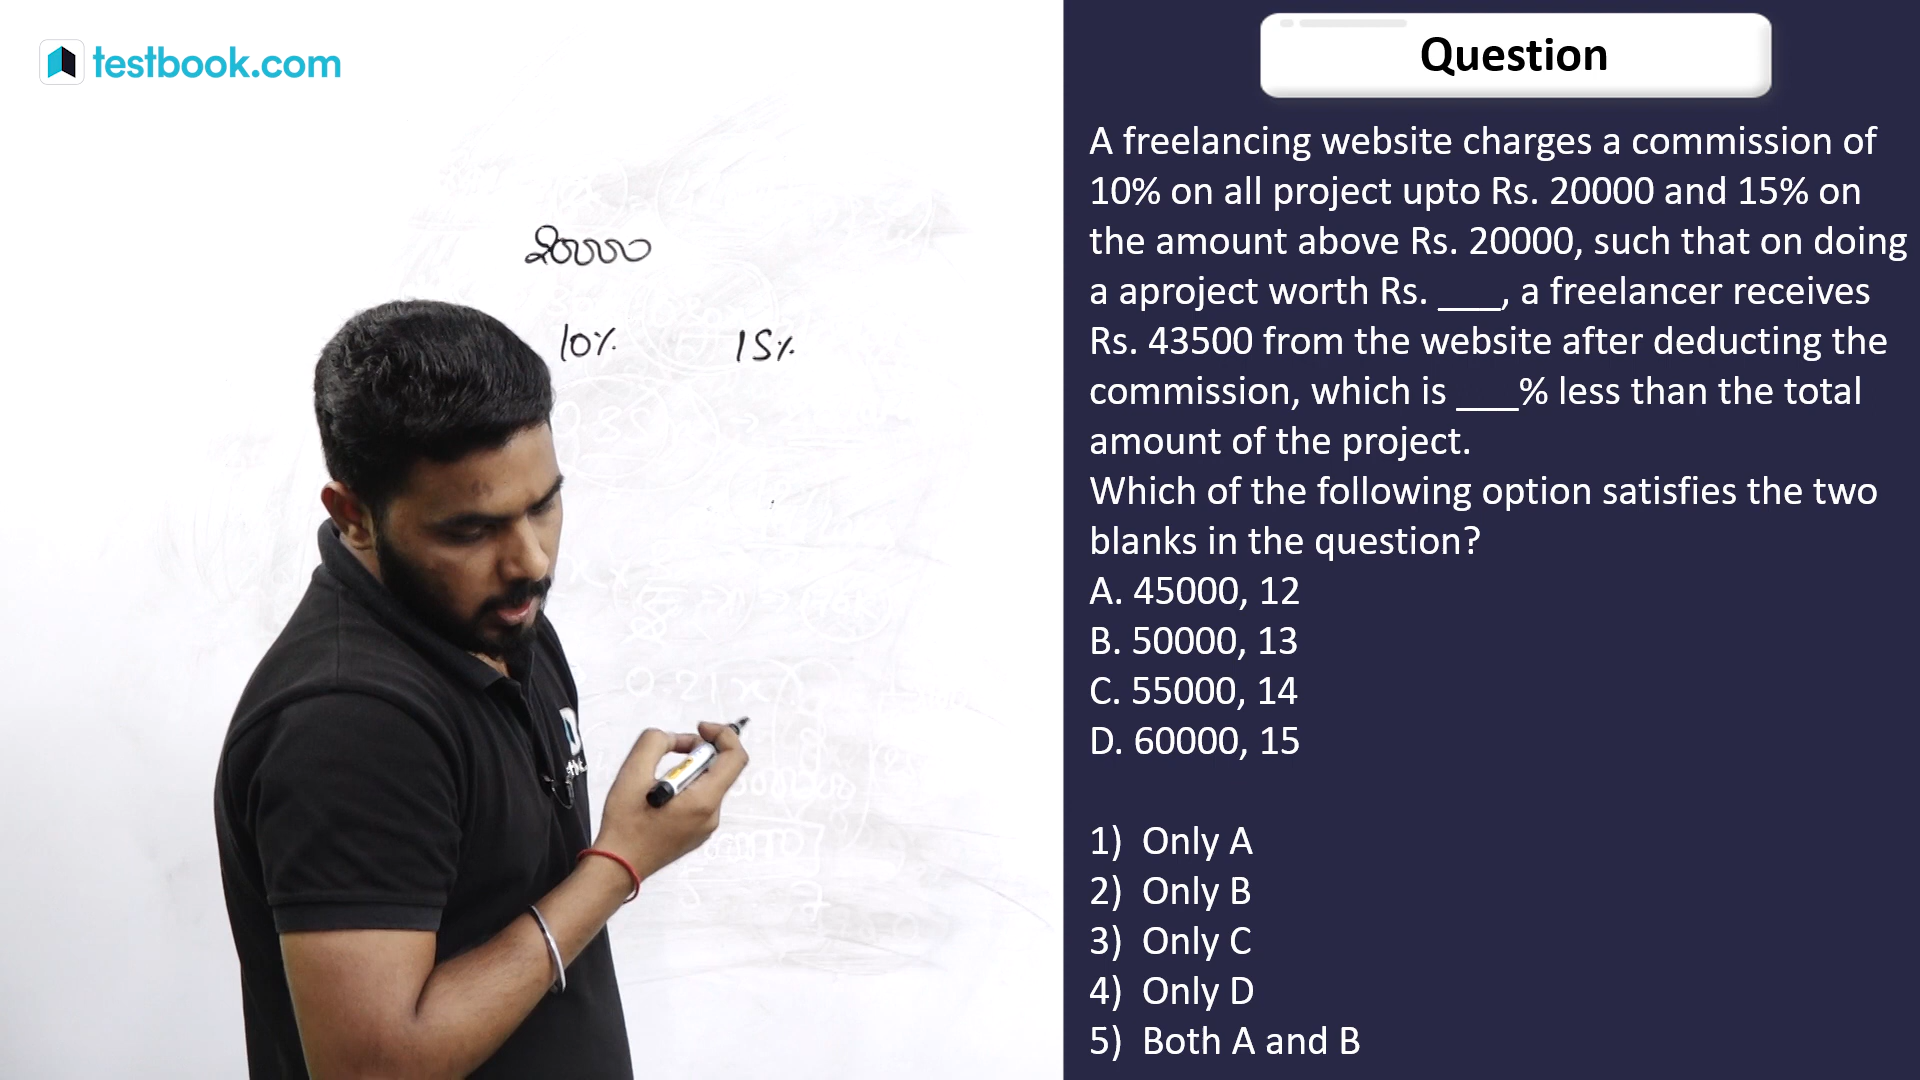 testbook.com
20000
10% 15%
Question
A freelancing website charges a commission of
10% on all project upto Rs. 20000 and 15% on
the amount above Rs. 20000, such that on doing
a aproject worth Rs. ___, a freelancer receives
Rs. 43500 from the website after deducting the
commission, which is ___% less than the total
amount of the project.
Which of the following option satisfies the two
blanks in the question?
A. 45000, 12
B. 50000, 13
C. 55000, 14
D. 60000, 15
1) Only A
2) Only B
3) Only C
4) Only D
5) Both A and B